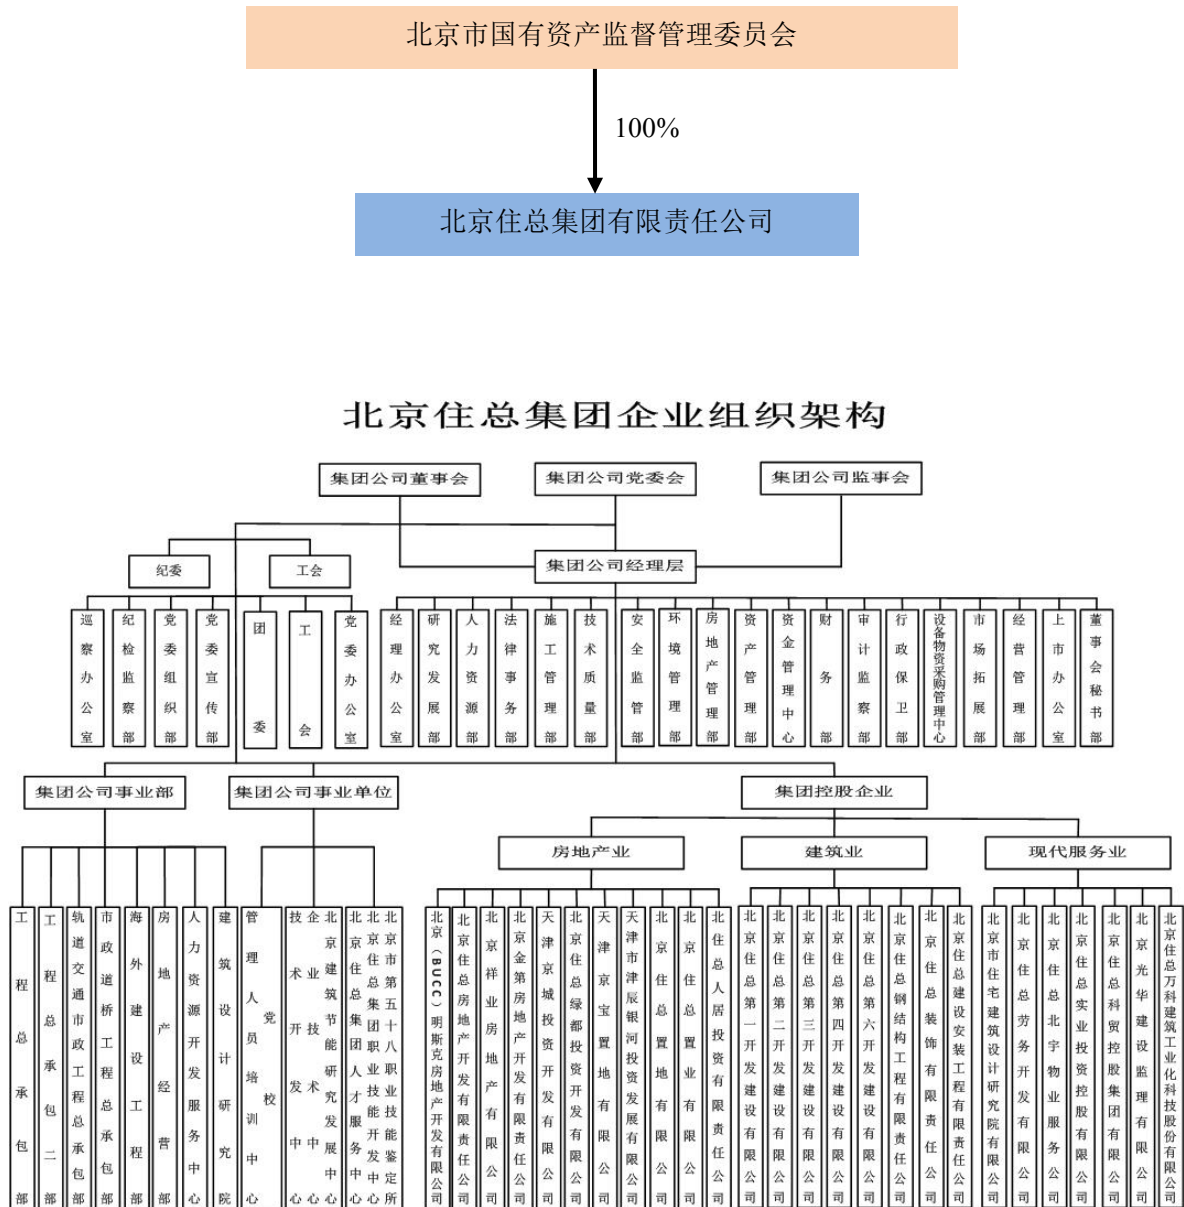 北京市国有资产监督管理委员会
100%
北京住总集团有限责任公司
北京住总集团企业组织架构
集团公司董事会
集团公司党委会
集团公司监事会
集团公司经理层
纪委
工会
巡察办公室
纪检监察部
党委组织部
党委宣传部
团委
工会
党委办公室
经理办公室
研究发展部
人力资源部
法律事务部
施工管理部
技术质量部
安全监管部
环境管理部
房地产管理部
资产管理部
资金管理中心
财务部
审计监察部
行政保卫部
设备物资采购管理中心
市场拓展部
经营管理部
上市办公室
董事会秘书部
集团公司事业部
集团公司事业单位
集团控股企业
房地产业
建筑业
现代服务业
工程总承包部
工程总承包二部
轨道交通市政工程总承包部
市政道桥工程总承包部
海外建设工程部
房地产经营部
人力资源开发服务中心
建筑设计研究院
管理人员培训中心
党校
技术开发中心
企业技术中心
北京建筑节能研究发展中心
北京住总集团人才服务中心
北京住总集团职业技能开发中心
北京市第五十八职业技能鉴定所
北京（BUCC）明斯克房地产开发有限公司
北京住总房地产开发有限责任公司
北京祥业房地产有限公司
北京金第房地产开发有限责任公司
天津京城投资开发有限公司
北京住总绿都投资开发有限公司
天津京宝置地有限公司
天津市津辰银河投资发展有限公司
北京住总置地有限公司
北京住总置业有限公司
北住总人居投资有限责任公司
北京住总第一开发建设有限公司
北京住总第二开发建设有限公司
北京住总第三开发建设有限公司
北京住总第四开发建设有限公司
北京住总第六开发建设有限公司
北京住总钢结构工程有限责任公司
北京住总装饰有限责任公司
北京住总建设安装工程有限责任公司
北京市住宅建筑设计研究院有限公司
北京住总劳务开发有限公司
北京住总北宇物业服务公司
北京住总实业投资控股有限公司
北京住总科贸控股集团有限公司
北京光华建设监理有限公司
北京住总万科建筑工业化科技股份有限公司